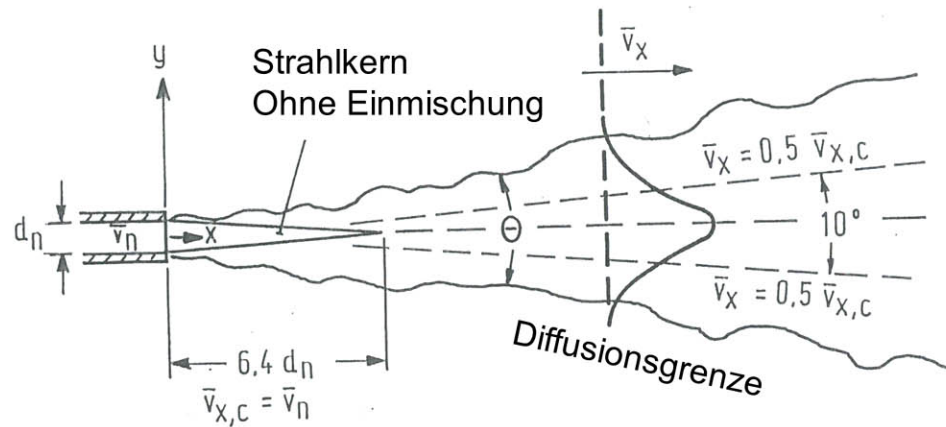 y
v̄x
Strahlkern
Ohne Einmischung
v̄x = 0,5 v̄x,c
dn
v̄n
x
Θ
10°
v̄x = 0,5 v̄x,c
Diffusionsgrenze
6,4 dn
v̄x,c = v̄n